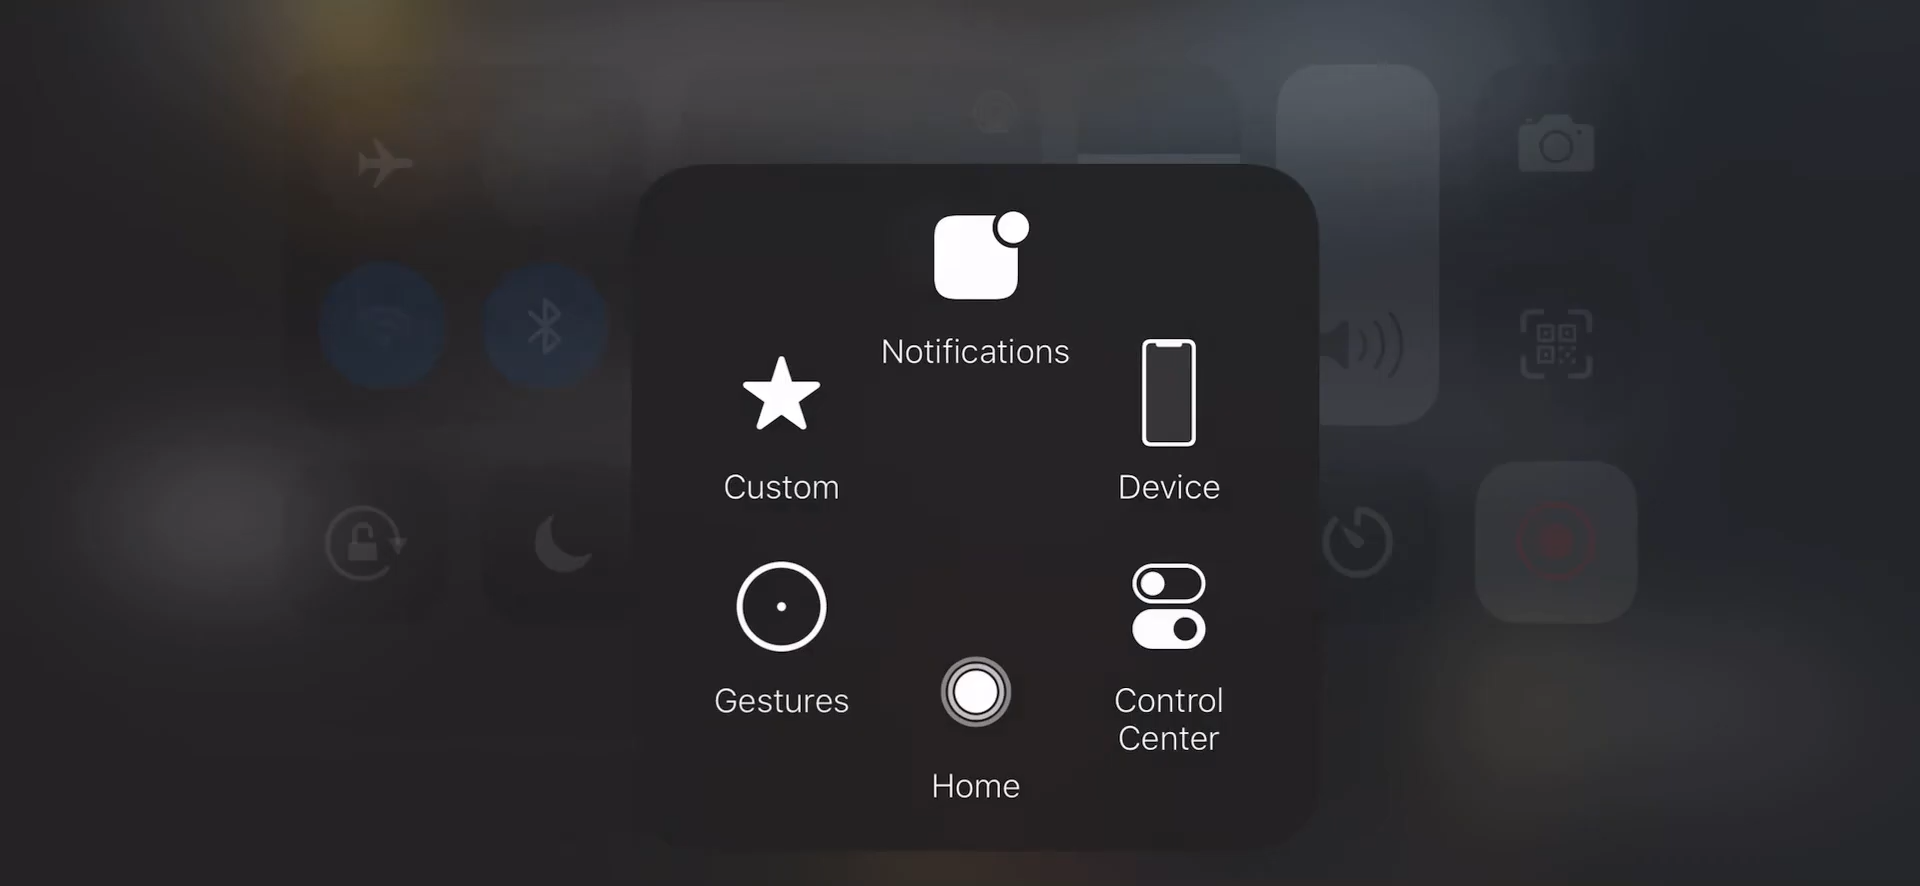 Notifications
Custom
Device
Gestures
Control
Center
Home